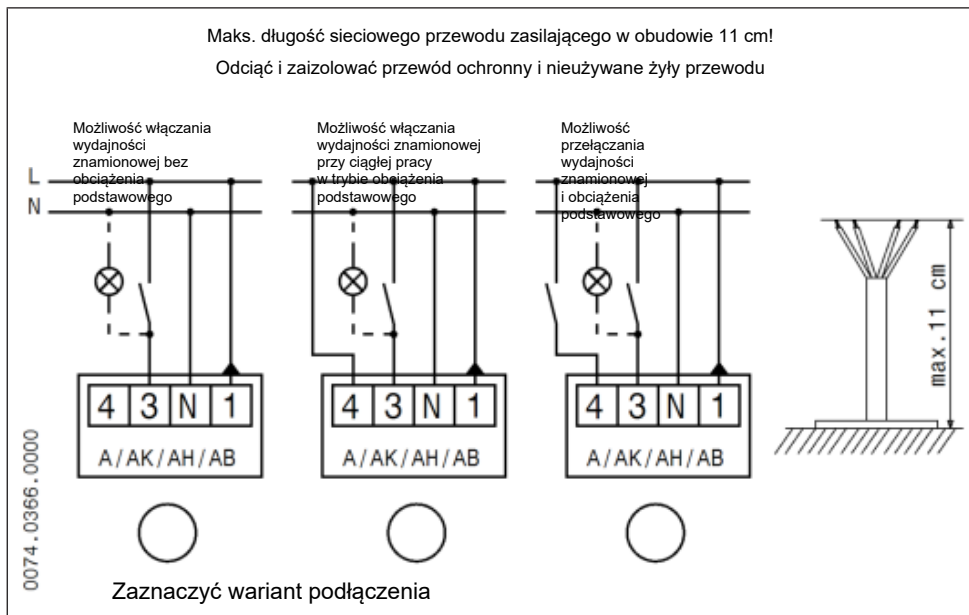 Maks. długość sieciowego przewodu zasilającego w obudowie 11 cm!
Odciąć i zaizolować przewód ochronny i nieużywane żyły przewodu
Możliwość włączania
wydajności
znamionowej bez
obciążenia
podstawowego
Możliwość włączania
wydajności znamionowej
przy ciągłej pracy
w trybie obciążenia
podstawowego
Możliwość
przełączania
wydajności
znamionowej
i obciążenia
podstawowego
L
N
4 3 N 1
A/AK/AH/AB
4 3 N 1
A/AK/AH/AB
4 3 N 1
A/AK/AH/AB
max.11 cm
0074.0366.0000
Zaznaczyć wariant podłączenia